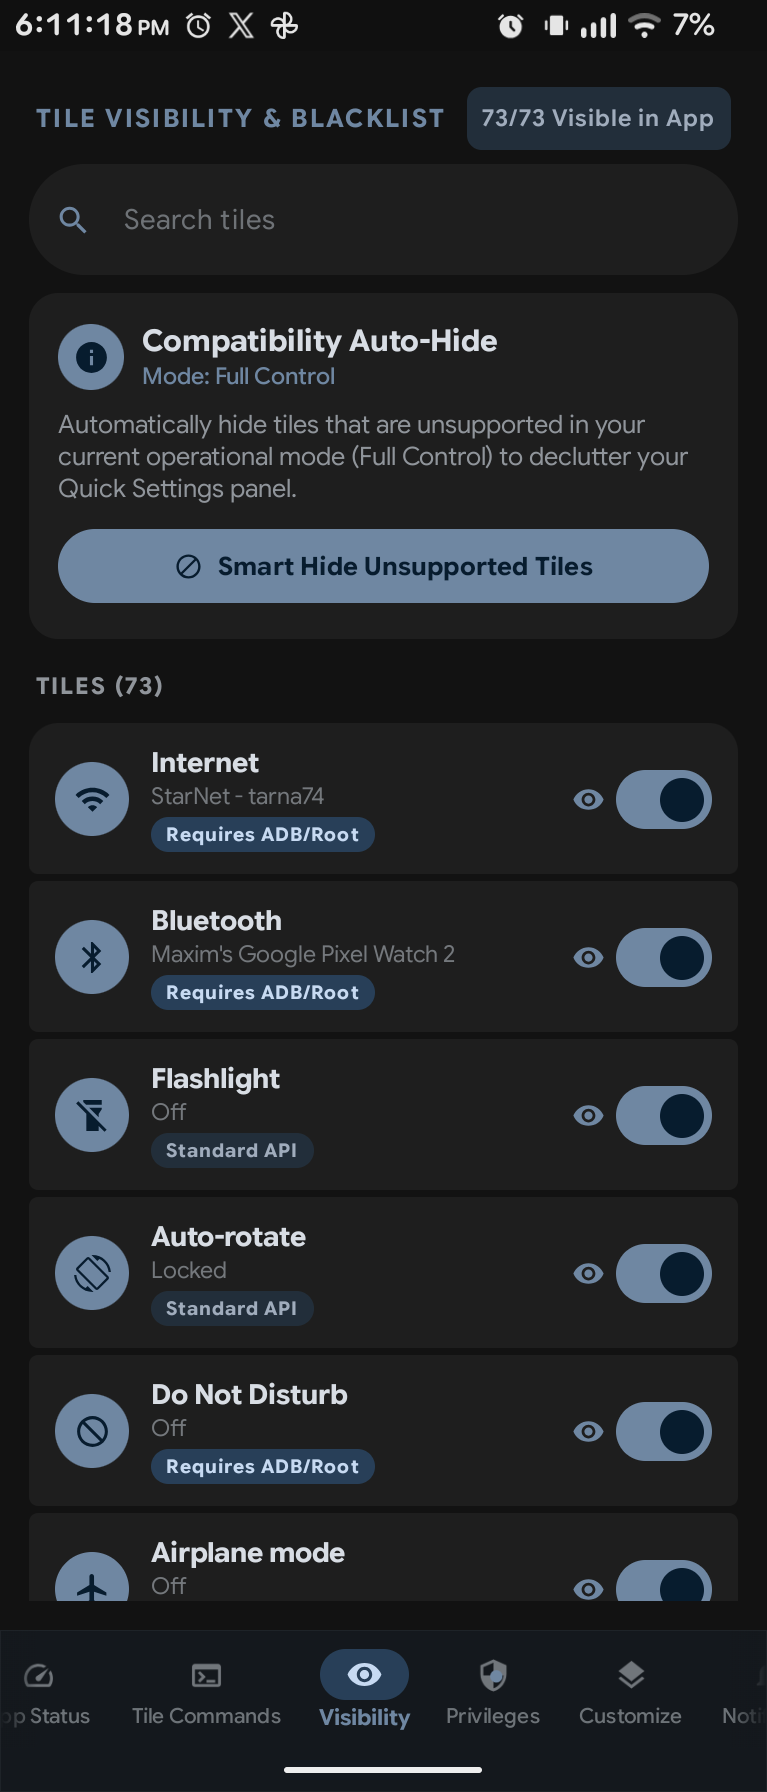 6:11:18 PM 7%
TILE VISIBILITY & BLACKLIST 73/73 Visible in App
Search tiles
Compatibility Auto-Hide
Mode: Full Control
Automatically hide tiles that are unsupported in your
current operational mode (Full Control) to declutter your
Quick Settings panel.
Smart Hide Unsupported Tiles
TILES (73)
Internet
StarNet - tarna74
Requires ADB/Root
Bluetooth
Maxim's Google Pixel Watch 2
Requires ADB/Root
Flashlight
Off
Standard API
Auto-rotate
Locked
Standard API
Do Not Disturb
Off
Requires ADB/Root
Airplane mode
Off
pp Status Tile Commands Visibility Privileges Customize Noti